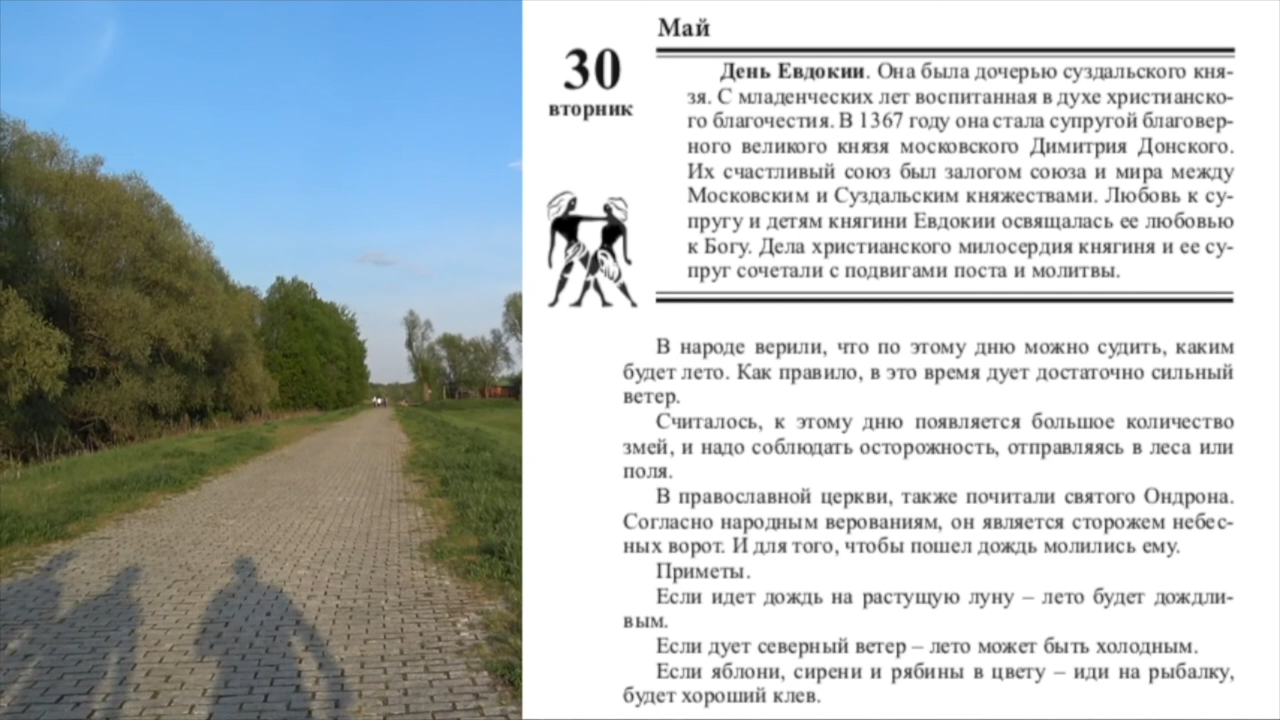 Май
30
вторник
День Евдокии. Она была дочерью суздальского кня-
зя. С младенческих лет воспитанная в духе христианско-
го благочестия. В 1367 году она стала супругой благовер-
ного великого князя московского Димитрия Донского.
Их счастливый союз был залогом союза и мира между
Московским и Суздальским княжествами. Любовь к су-
пругу и детям княгини Евдокии освящалась ее любовью
к Богу. Дела христианского милосердия княгиня и ее су-
пруг сочетали с подвигами поста и молитвы.
В народе верили, что по этому дню можно судить, каким
будет лето. Как правило, в это время дует достаточно сильный
ветер.
Считалось, к этому дню появляется большое количество
змей, и надо соблюдать осторожность, отправляясь в леса или
поля.
В православной церкви, также почитали святого Ондрона.
Согласно народным верованиям, он является сторожем небес-
ных ворот. И для того, чтобы пошел дождь молились ему.
Приметы.
Если идет дождь на растущую луну – лето будет дождли-
вым.
Если дует северный ветер – лето может быть холодным.
Если яблони, сирени и рябины в цвету – иди на рыбалку,
будет хороший клев.